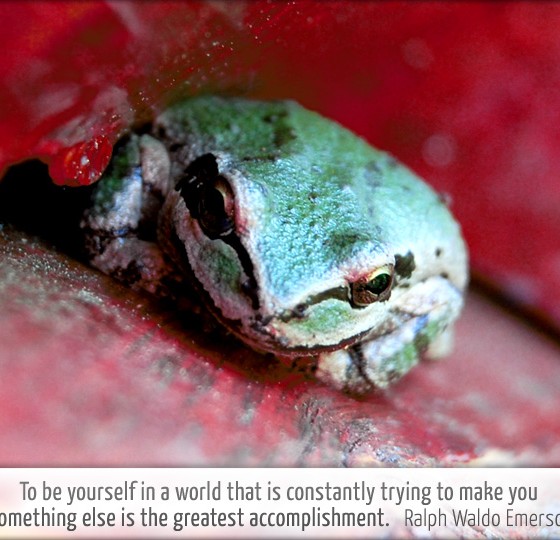 To be yourself in a world that is constantly trying to make you
omething else is the greatest accomplishment. Ralph Waldo Emerso